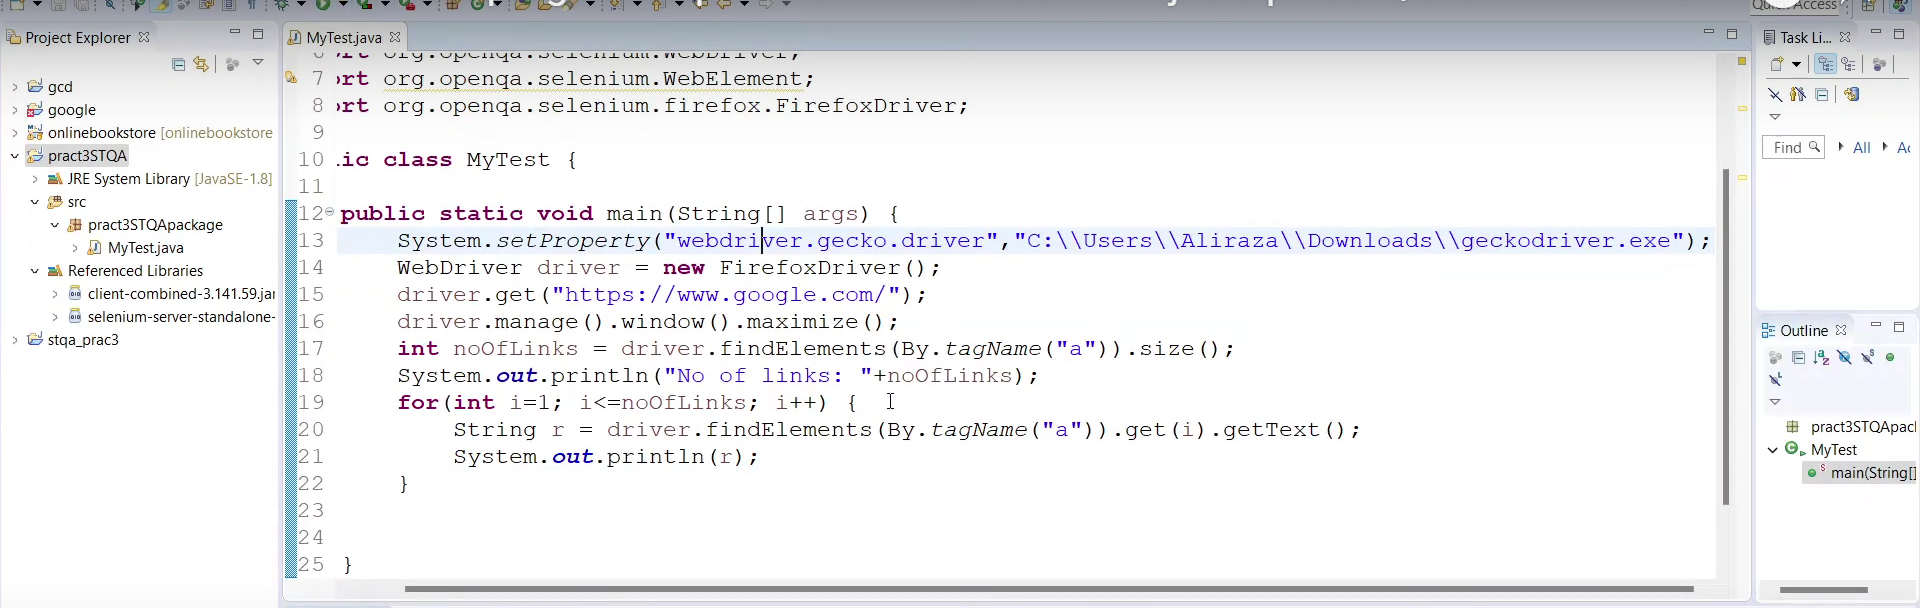 Quick Access
Project Explorer
gcd
google
onlinebookstore [onlinebookstore
pract3STQA
JRE System Library [JavaSE-1.8]
src
pract3STQApackage
MyTest.java
Referenced Libraries
client-combined-3.141.59.jar
selenium-server-standalone-
stqa_prac3
MyTest.java
6 ort org.openqa.selenium.WebDriver;
7 ort org.openqa.selenium.WebElement;
8 ort org.openqa.selenium.firefox.FirefoxDriver;
9
10 lic class MyTest {
11
12 public static void main(String[] args) {
13 System.setProperty("webdriver.gecko.driver","C:\\Users\\Aliraza\\Downloads\\geckodriver.exe");
14 WebDriver driver = new FirefoxDriver();
15 driver.get("https://www.google.com/");
16 driver.manage().window().maximize();
17 int noOfLinks = driver.findElements(By.tagName("a")).size();
18 System.out.println("No of links: "+noOfLinks);
19 for(int i=1; i<=noOfLinks; i++) {
20 String r = driver.findElements(By.tagName("a")).get(i).getText();
21 System.out.println(r);
22 }
23
24
25 }
Task Li...
Find
All
Ac
Outline
pract3STQApacl
MyTest
main(String[]